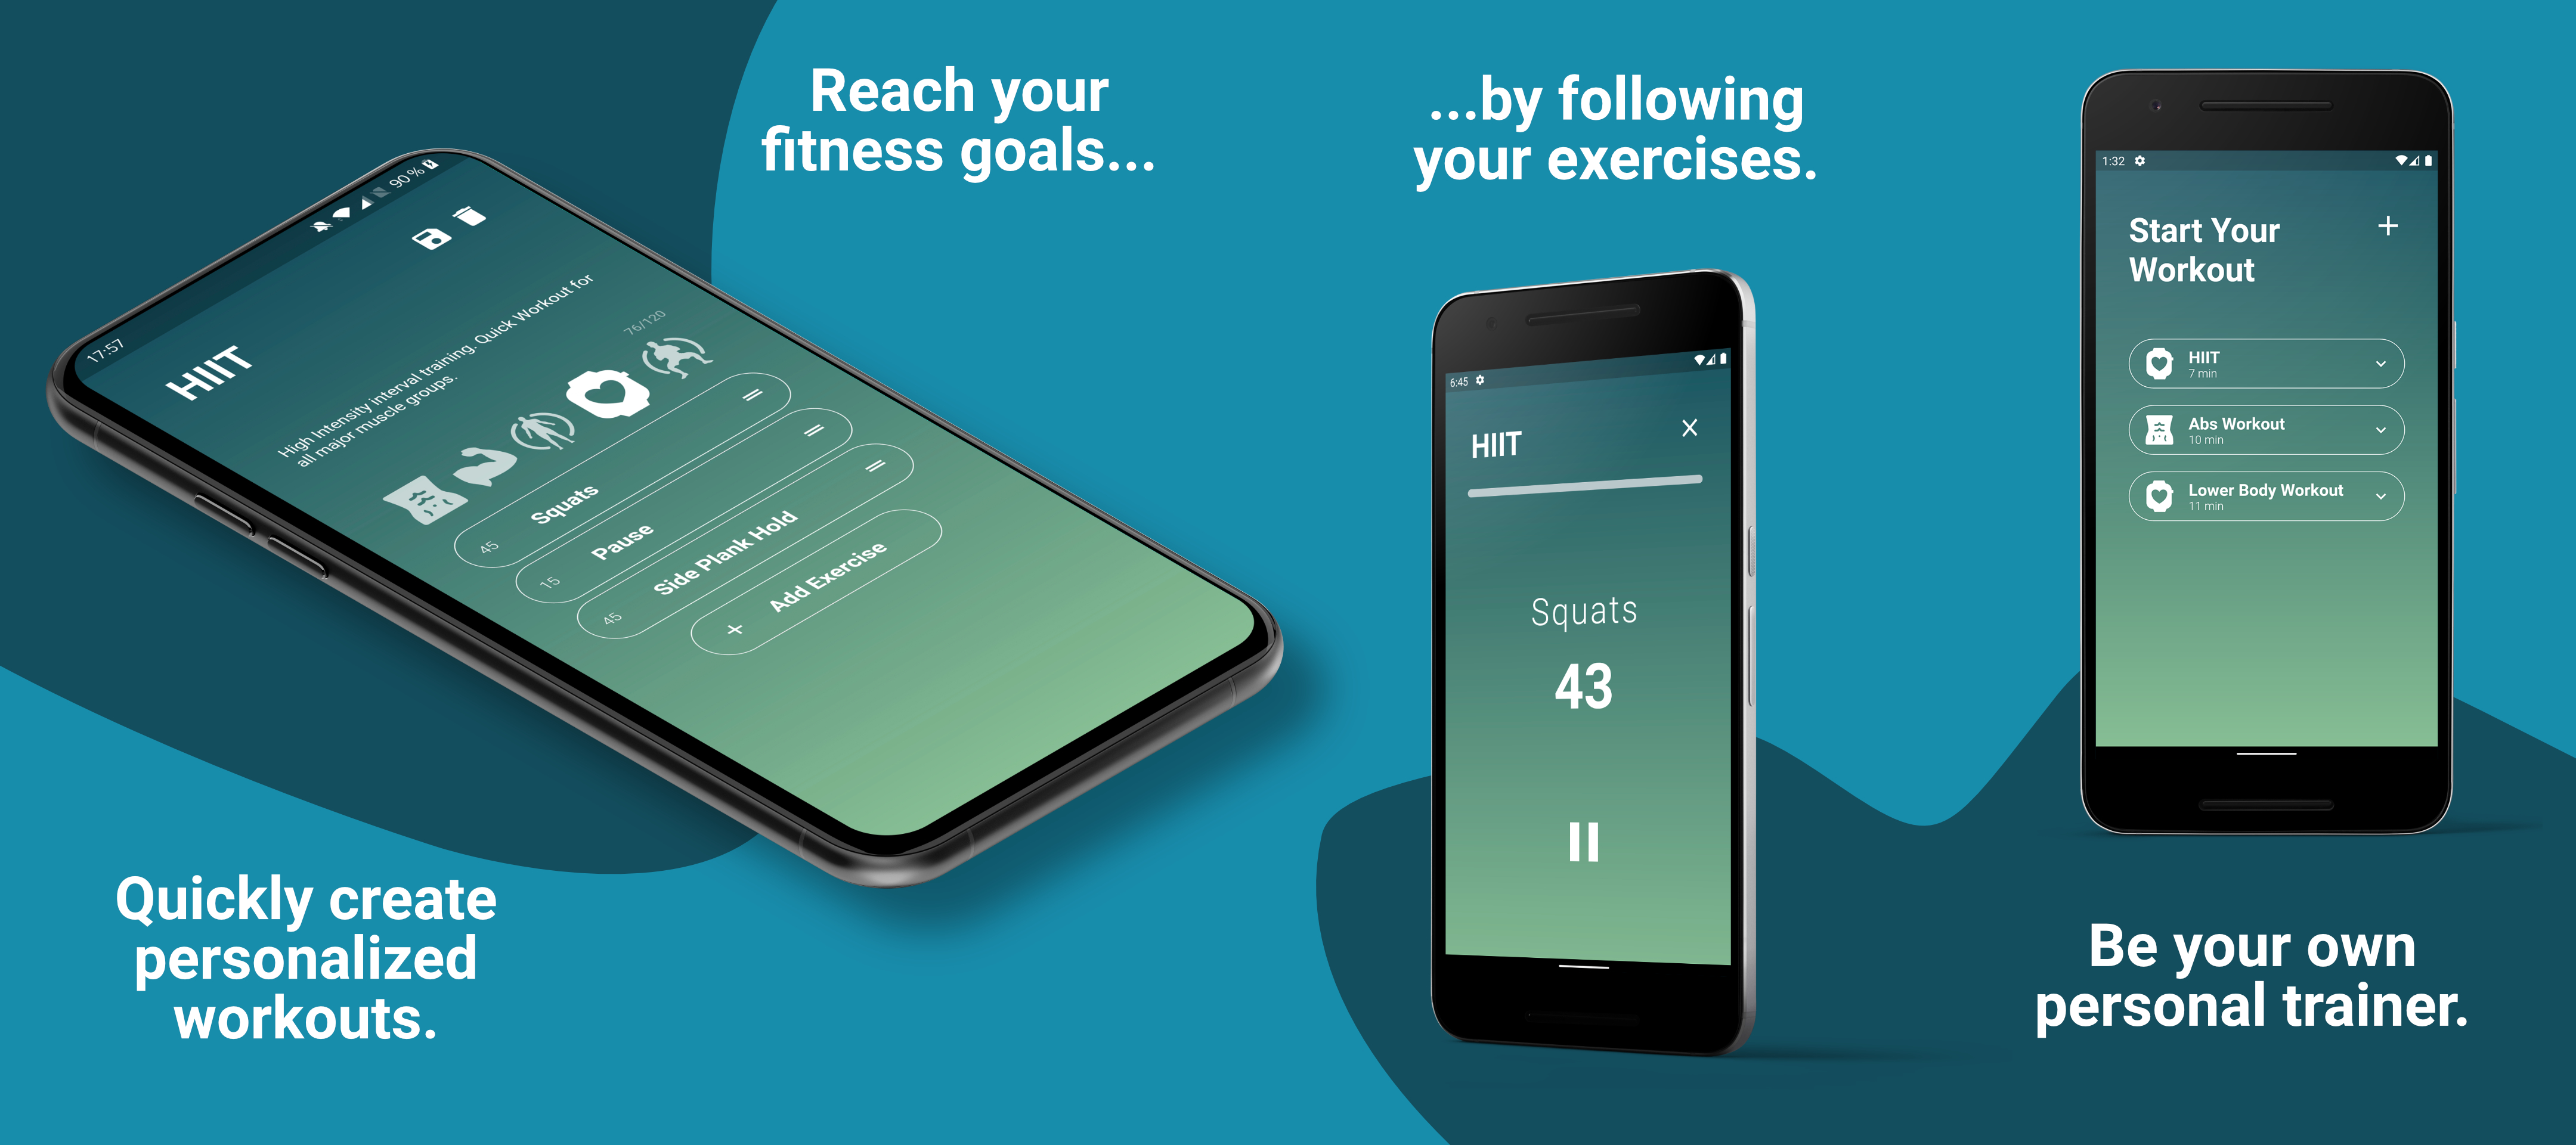 Reach your
fitness goals...
17:57
90 %
HIIT
High Intensity interval training. Quick Workout for
all major muscle groups.
76/120
45
Squats
15
Pause
45
Side Plank Hold
+
Add Exercise
Quickly create
personalized
workouts.
...by following
your exercises.
6:45
HIIT
Squats
43
1:32
Start Your
Workout
+
HIIT
7 min
Abs Workout
10 min
Lower Body Workout
11 min
Be your own
personal trainer.